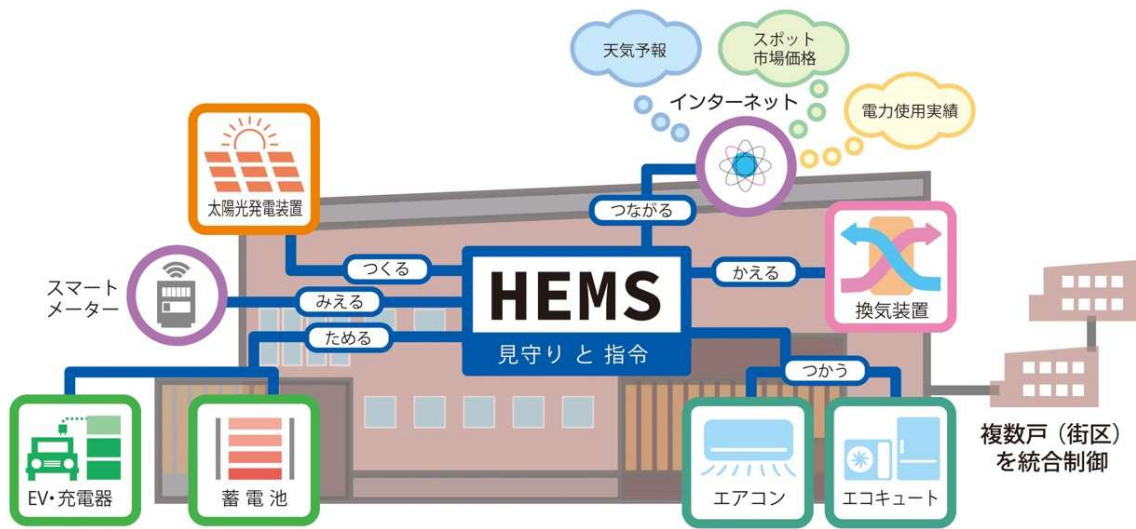 天気予報
スポット
市場価格
電力使用実績
インターネット
太陽光発電装置
つながる
つくる
かえる
スマート
メーター
みえる
HEMS
換気装置
ためる
見守り と 指令
つかう
EV・充電器
蓄電池
エアコン
エコキュート
複数戸（街区）
を統合制御